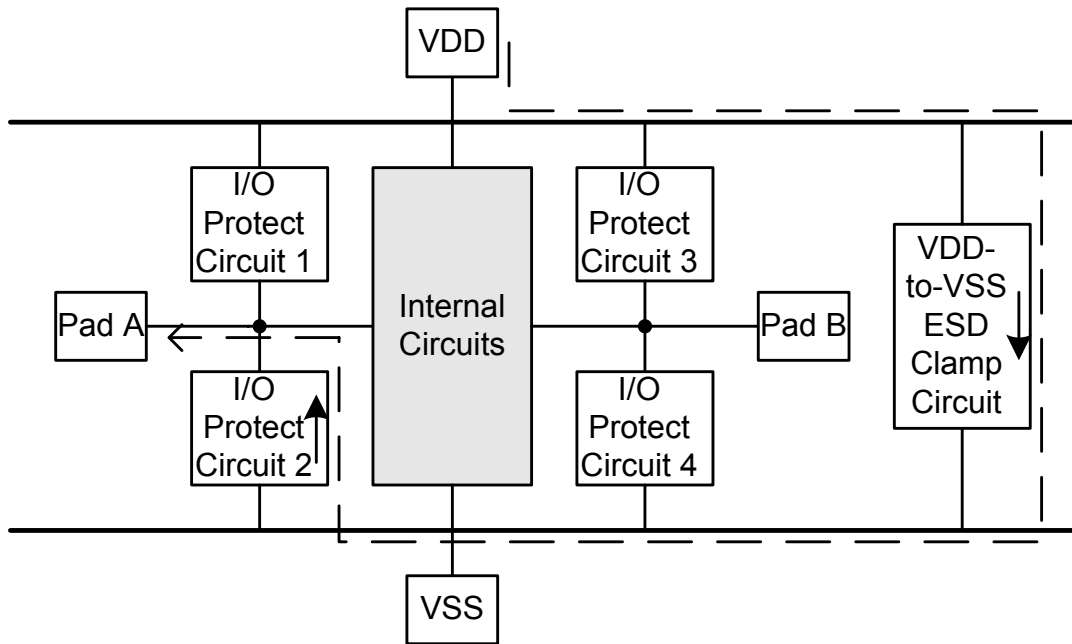 VDD
I/O
Protect
Circuit 1
I/O
Protect
Circuit 3
VDD-
to-VSS
ESD
Clamp
Circuit
Pad A
Internal
Circuits
Pad B
I/O
Protect
Circuit 2
I/O
Protect
Circuit 4
VSS